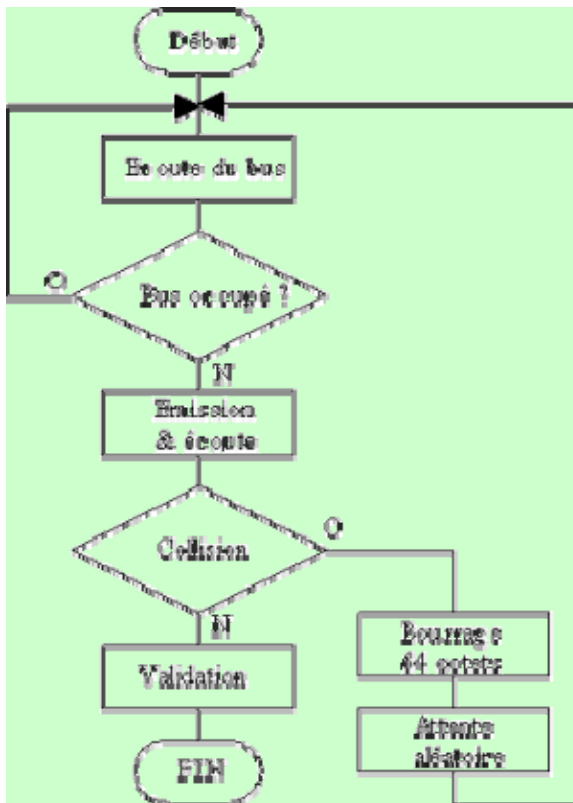 Début
Ecoute du bus
Bus occupé ?
O
N
Emission
& écoute
Collision
O
N
Validation
Bourrage
64 octets
Attente
aléatoire
FIN